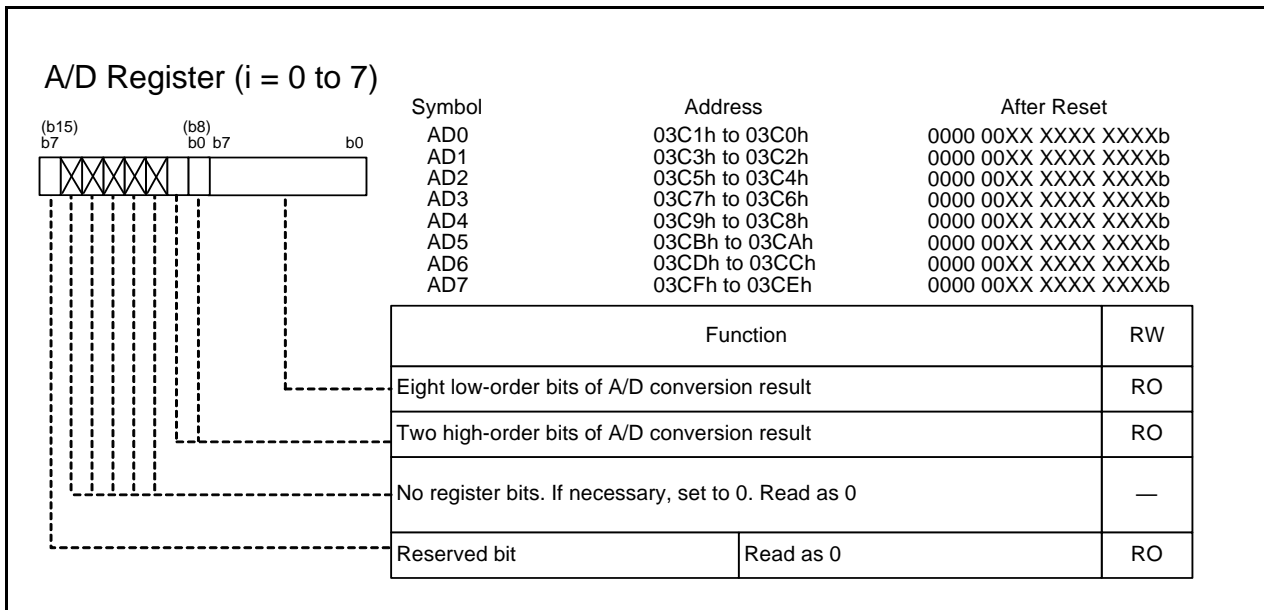 A/D Register (i = 0 to 7)
Symbol Address After Reset
(b15) (b8)
b7 b0 b7 b0
AD0 03C1h to 03C0h 0000 00XX XXXX XXXXb
AD1 03C3h to 03C2h 0000 00XX XXXX XXXXb
AD2 03C5h to 03C4h 0000 00XX XXXX XXXXb
AD3 03C7h to 03C6h 0000 00XX XXXX XXXXb
AD4 03C9h to 03C8h 0000 00XX XXXX XXXXb
AD5 03CBh to 03CAh 0000 00XX XXXX XXXXb
AD6 03CDh to 03CCh 0000 00XX XXXX XXXXb
AD7 03CFh to 03CEh 0000 00XX XXXX XXXXb
Function RW
Eight low-order bits of A/D conversion result RO
Two high-order bits of A/D conversion result RO
No register bits. If necessary, set to 0. Read as 0 —
Reserved bit Read as 0 RO